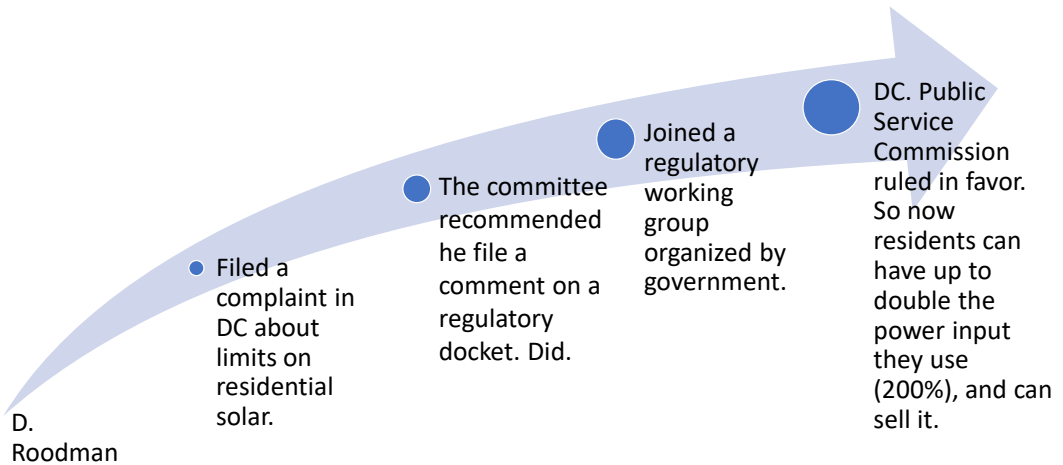 D.
Roodman
Filed a
complaint in
DC about
limits on
residential
solar.
The committee
recommended
he file a
comment on a
regulatory
docket. Did.
Joined a
regulatory
working
group
organized by
government.
DC. Public
Service
Commission
ruled in favor.
So now
residents can
have up to
double the
power input
they use
(200%), and can
sell it.